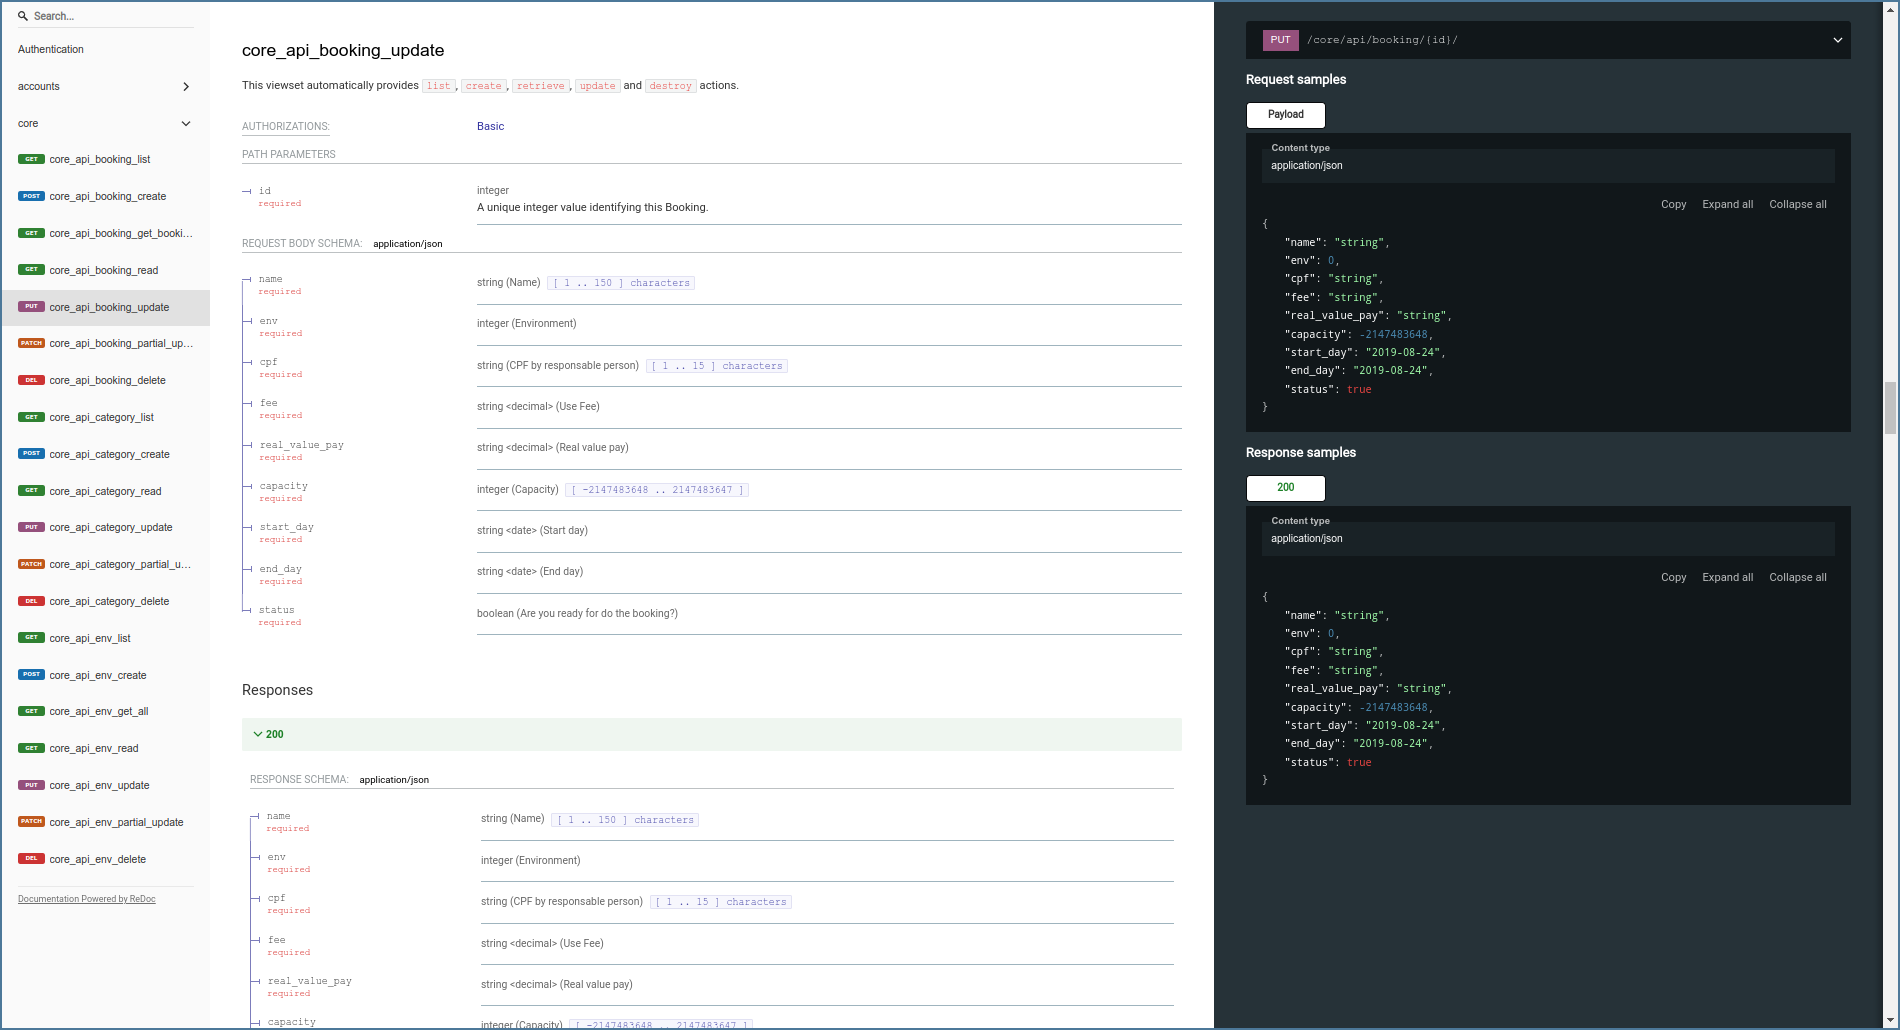 Search...
Authentication
accounts
core
GET core_api_booking_list
POST core_api_booking_create
GET core_api_booking_get_booki...
GET core_api_booking_read
PUT core_api_booking_update
PATCH core_api_booking_partial_up...
DEL core_api_booking_delete
GET core_api_category_list
POST core_api_category_create
GET core_api_category_read
PUT core_api_category_update
PATCH core_api_category_partial_u...
DEL core_api_category_delete
GET core_api_env_list
POST core_api_env_create
GET core_api_env_get_all
GET core_api_env_read
PUT core_api_env_update
PATCH core_api_env_partial_update
DEL core_api_env_delete
Documentation Powered by ReDoc
core_api_booking_update
This viewset automatically provides list, create, retrieve, update and destroy actions.
AUTHORIZATIONS: Basic
PATH PARAMETERS
id integer
required A unique integer value identifying this Booking.
REQUEST BODY SCHEMA: application/json
name string (Name) [ 1 .. 150 ] characters
required
env integer (Environment)
required
cpf string (CPF by responsable person) [ 1 .. 15 ] characters
required
fee string <decimal> (Use Fee)
required
real_value_pay string <decimal> (Real value pay)
required
capacity integer (Capacity) [ -2147483648 .. 2147483647 ]
required
start_day string <date> (Start day)
required
end_day string <date> (End day)
required
status boolean (Are you ready for do the booking?)
required
Responses
200
RESPONSE SCHEMA: application/json
name string (Name) [ 1 .. 150 ] characters
required
env integer (Environment)
required
cpf string (CPF by responsable person) [ 1 .. 15 ] characters
required
fee string <decimal> (Use Fee)
required
real_value_pay string <decimal> (Real value pay)
required
capacity integer (Capacity) [ -2147483648 .. 2147483647 ]
PUT /core/api/booking/{id}/
Request samples
Payload
Content type
application/json
Copy Expand all Collapse all
{
"name": "string",
"env": 0,
"cpf": "string",
"fee": "string",
"real_value_pay": "string",
"capacity": -2147483648,
"start_day": "2019-08-24",
"end_day": "2019-08-24",
"status": true
}
Response samples
200
Content type
application/json
Copy Expand all Collapse all
{
"name": "string",
"env": 0,
"cpf": "string",
"fee": "string",
"real_value_pay": "string",
"capacity": -2147483648,
"start_day": "2019-08-24",
"end_day": "2019-08-24",
"status": true
}